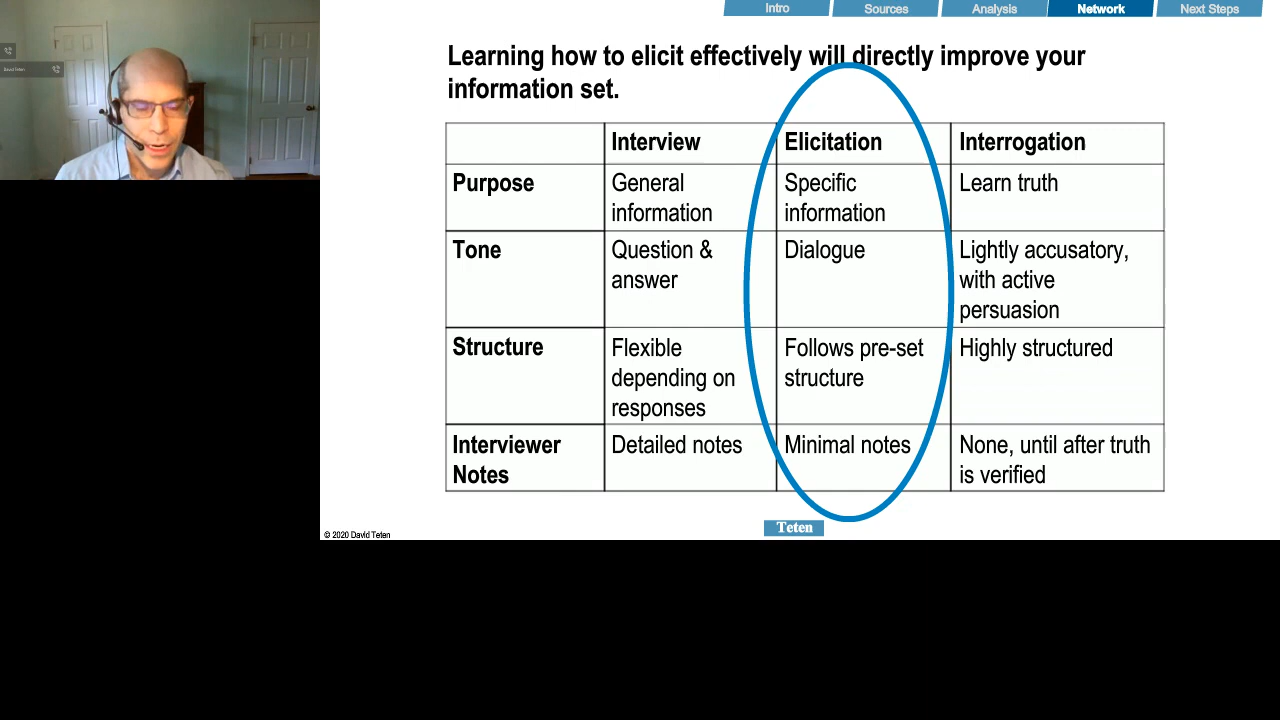 Intro Sources Analysis Network Next Steps
David Teten
Learning how to elicit effectively will directly improve your
information set.
Interview Elicitation Interrogation
Purpose General Specific Learn truth
information information
Tone Question & Dialogue Lightly accusatory,
answer with active
persuasion
Structure Flexible Follows pre-set Highly structured
depending on structure
responses
Interviewer Detailed notes Minimal notes None, until after truth
Notes is verified
Teten
© 2020 David Teten